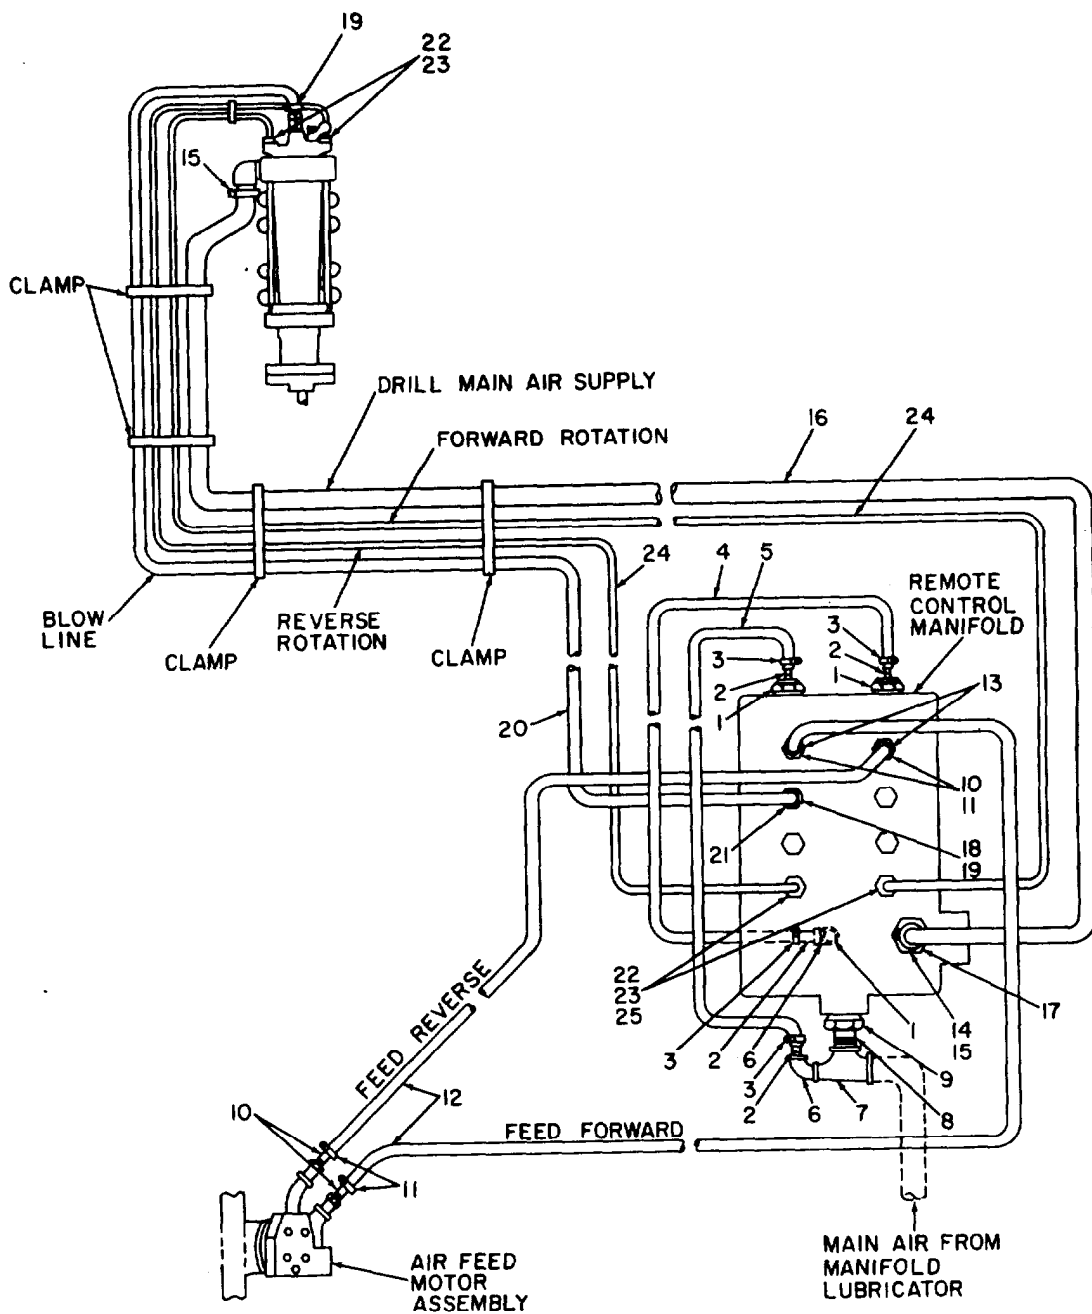 19
22
23
15
CLAMP
DRILL MAIN AIR SUPPLY
FORWARD ROTATION
16
24
4
5
24
REMOTE
CONTROL
MANIFOLD
BLOW
LINE
REVERSE
ROTATION
CLAMP
CLAMP
3
2
1
3
2
1
13
20
10
11
21
18
19
22
23
25
17
3
2
6
1
14
15
3
2
6
7
9
8
FEED REVERSE
12
10
FEED FORWARD
11
AIR FEED
MOTOR
ASSEMBLY
MAIN AIR FROM
MANIFOLD
LUBRICATOR